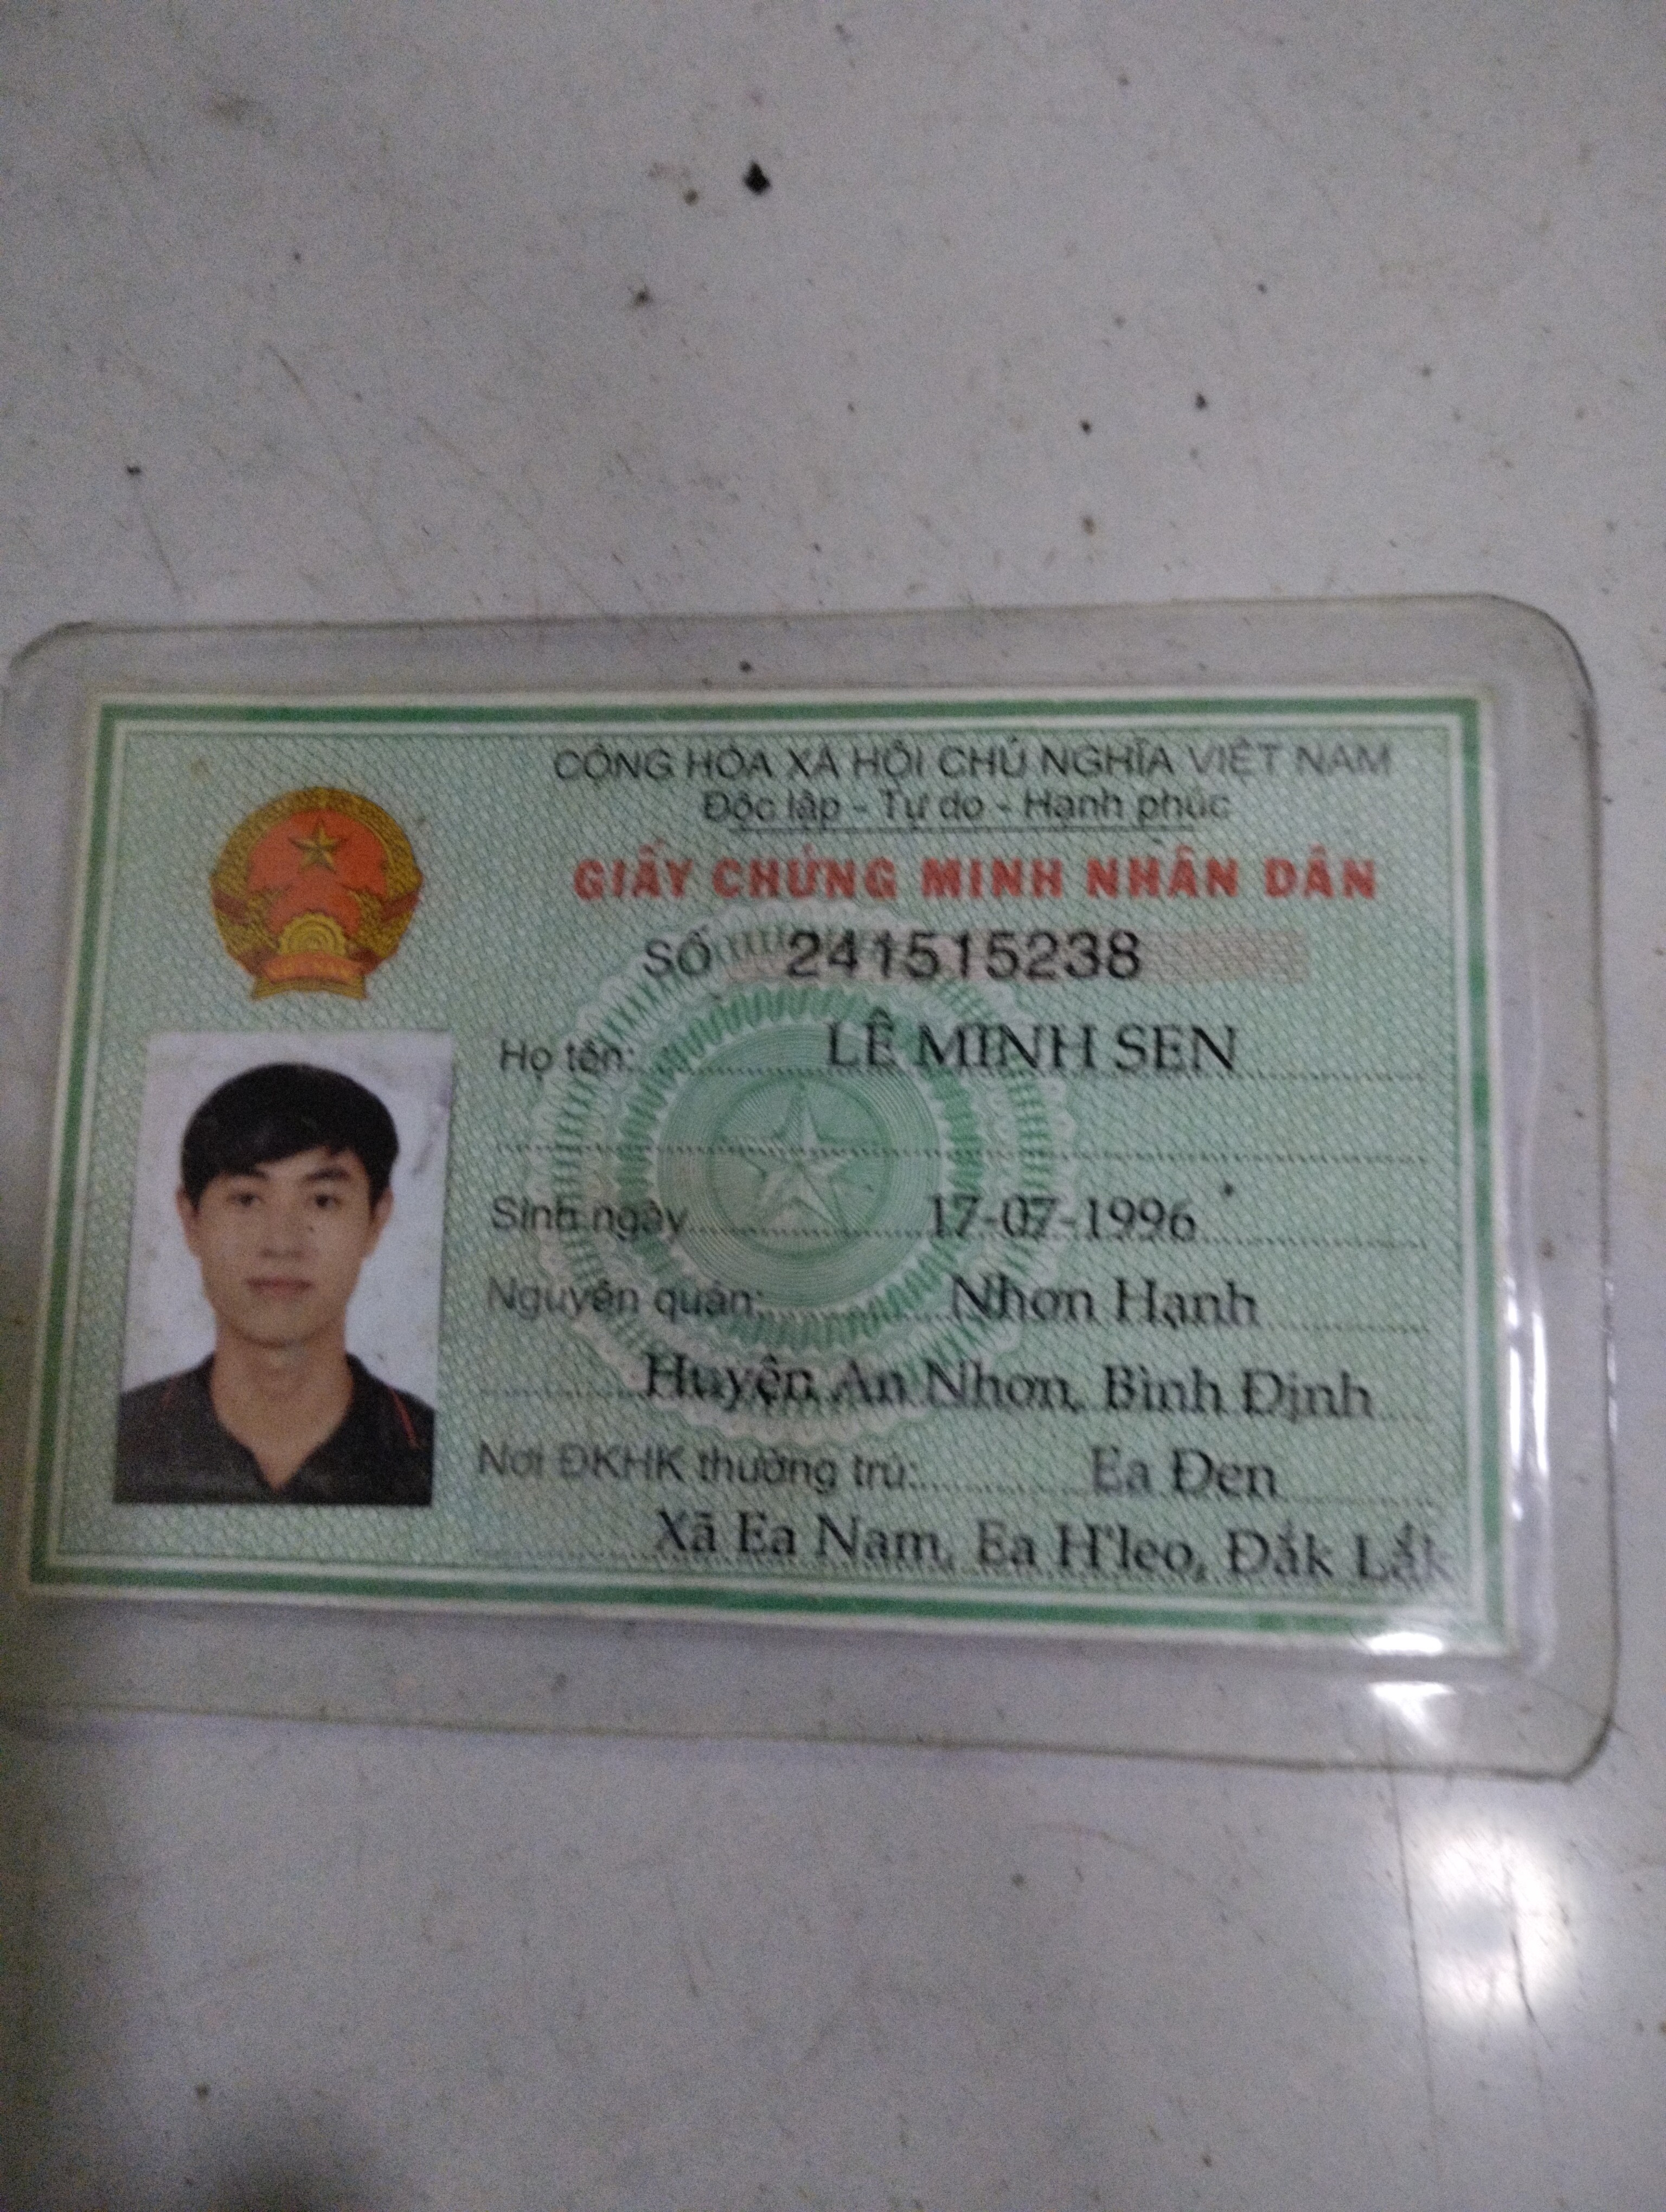 CỘNG HÒA XÃ HỘI CHỦ NGHĨA VIỆT NAM
Độc lập - Tự do - Hạnh phúc
GIẤY CHỨNG MINH NHÂN DÂN
SỐ 241515238
Họ tên: LÊ MINH SEN
Sinh ngày 17-07-1996
Nguyên quán: Nhơn Hạnh
Huyện An Nhơn, Bình Định
Nơi ĐKHK thường trú: Ea Đen
Xã Ea Nam, Ea H'leo, Đắk Lắk